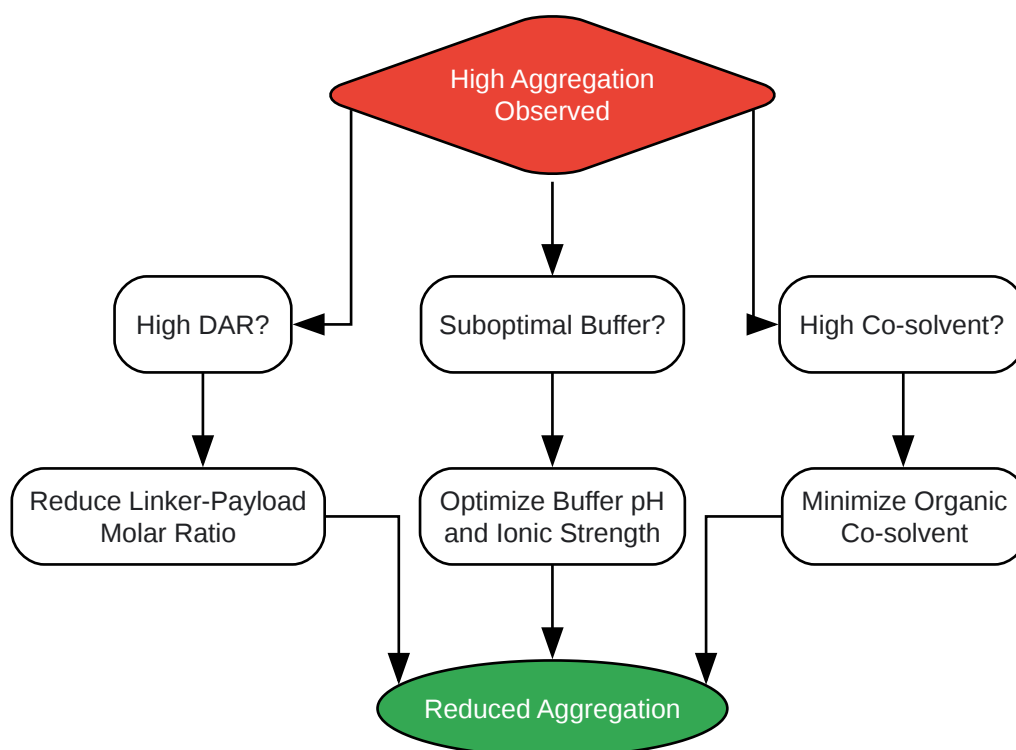 High Aggregation
Observed
High DAR?
Suboptimal Buffer?
High Co-solvent?
Reduce Linker-Payload
Molar Ratio
Optimize Buffer pH
and Ionic Strength
Minimize Organic
Co-solvent
Reduced Aggregation